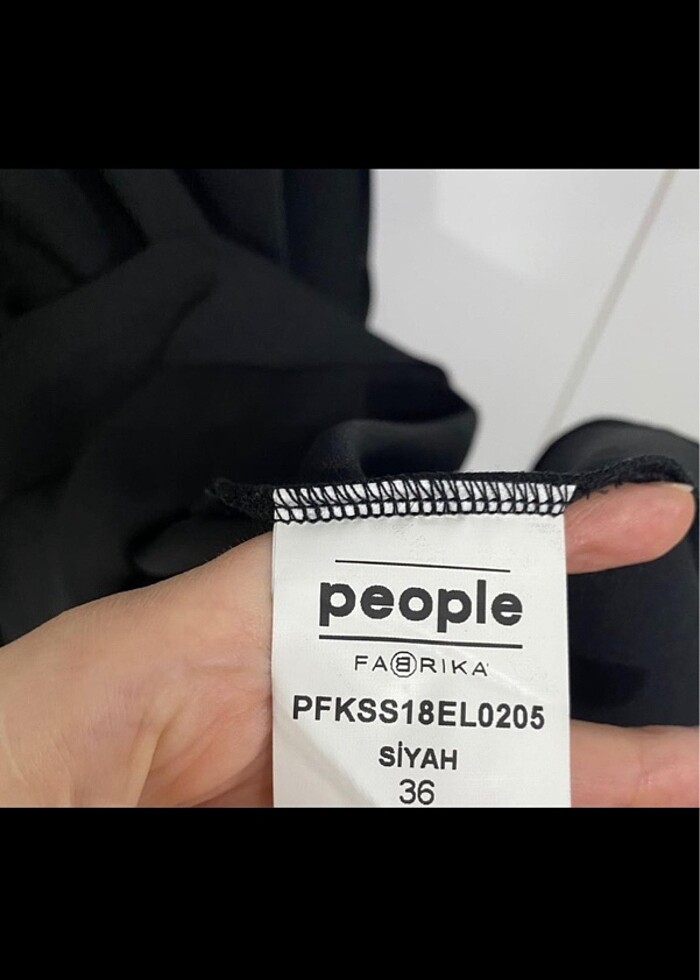 people
FABRIKA
PFKSS18EL0205
SİYAH
36